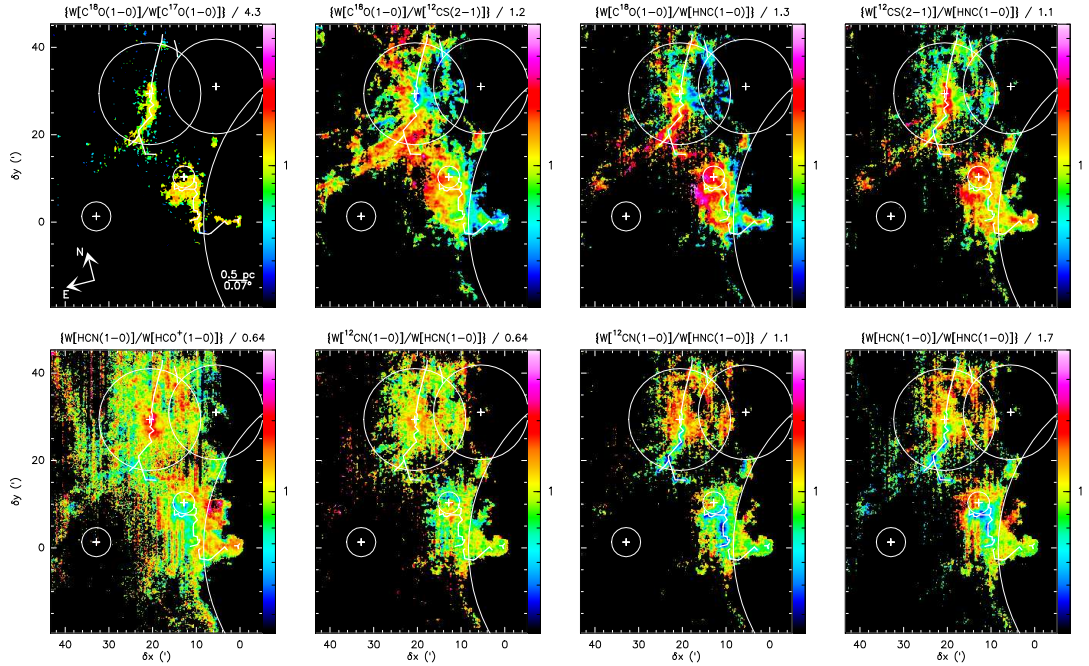 {W[C¹⁸O(1-0)]/W[C¹⁷O(1-0)]} / 4.3
{W[C¹⁸O(1-0)]/W[¹²CS(2-1)]} / 1.2
{W[C¹⁸O(1-0)]/W[HNC(1-0)]} / 1.3
{W[¹²CS(2-1)]/W[HNC(1-0)]} / 1.1
40
20
0
δy (')
1
1
1
1
N
E
0.5 pc
0.07°
{W[HCN(1-0)]/W[HCO⁺(1-0)]} / 0.64
{W[¹²CN(1-0)]/W[HCN(1-0)]} / 0.64
{W[¹²CN(1-0)]/W[HNC(1-0)]} / 1.1
{W[HCN(1-0)]/W[HNC(1-0)]} / 1.7
40
20
0
δy (')
1
1
1
1
40 30 20 10 0
40 30 20 10 0
40 30 20 10 0
40 30 20 10 0
δx (')
δx (')
δx (')
δx (')